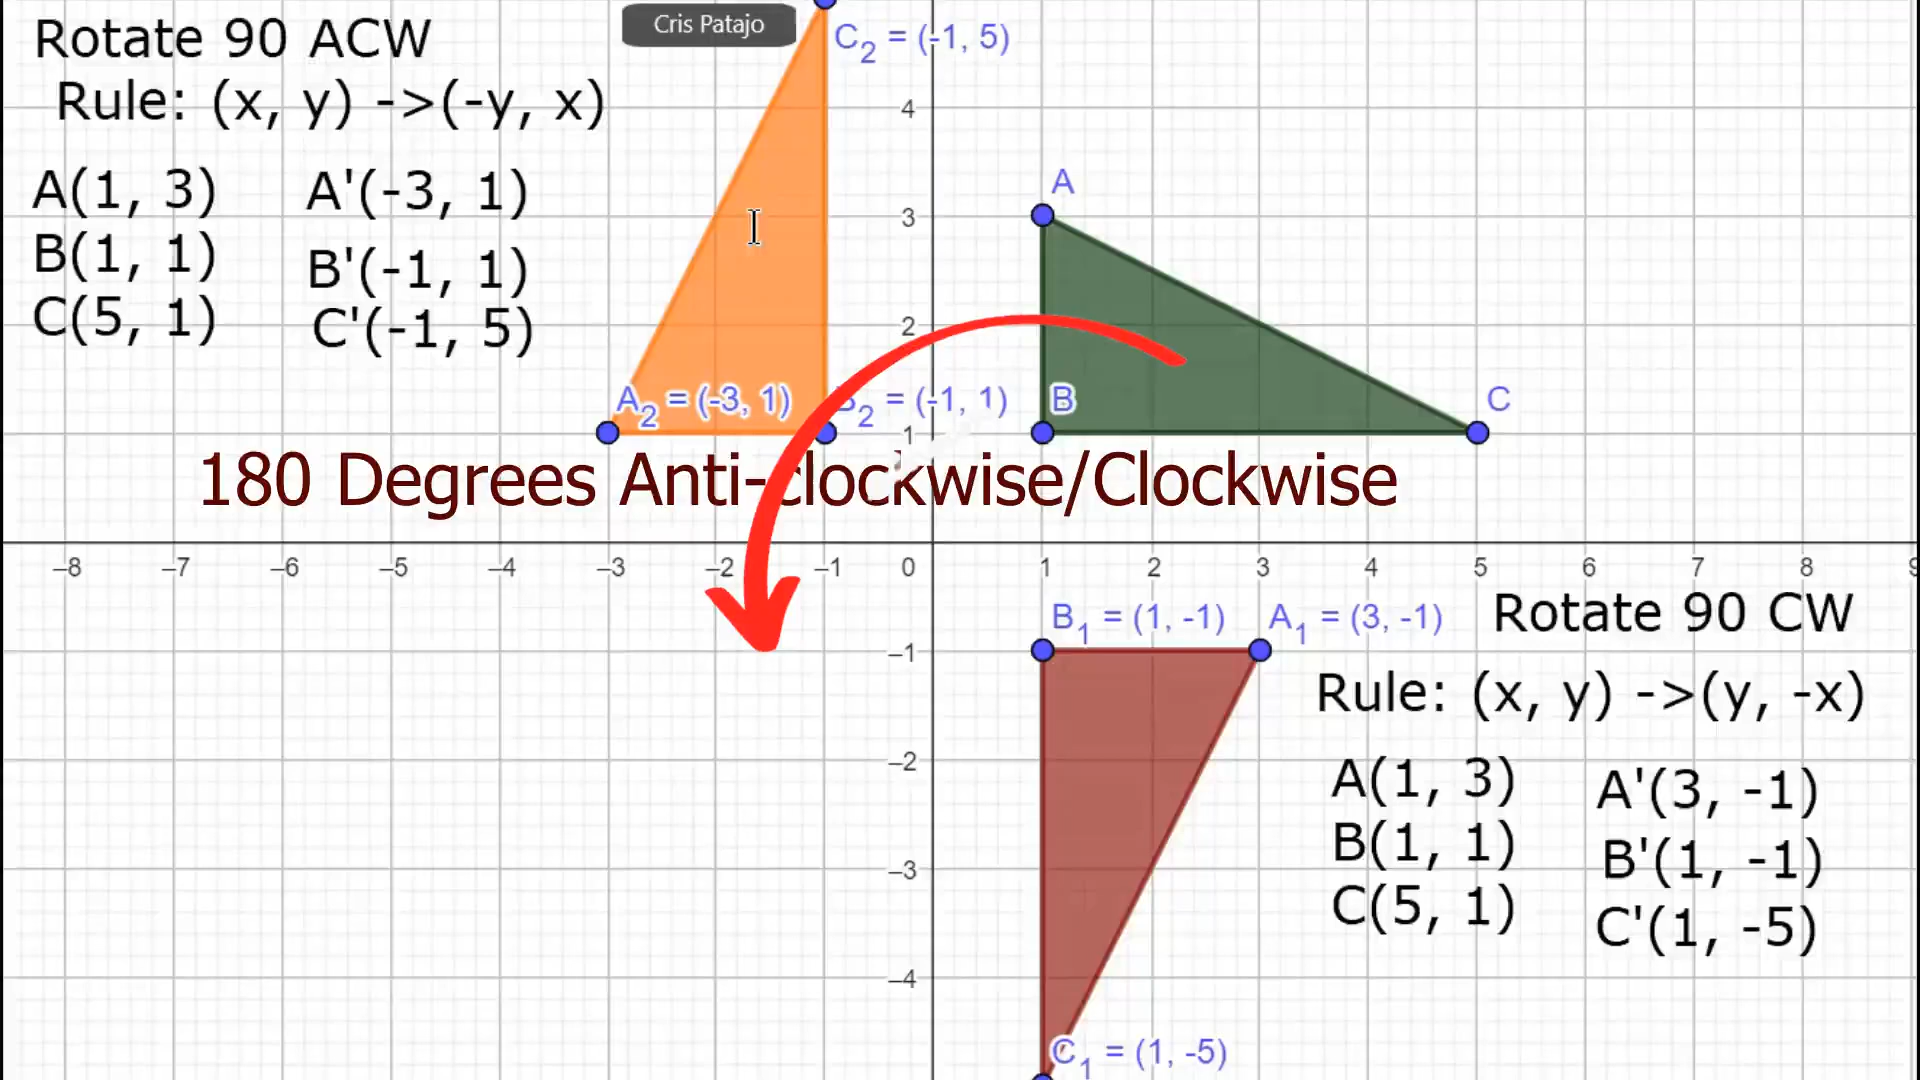 Rotate 90 ACW
Rule: (x, y) ->(-y, x)
A(1, 3) A'(-3, 1)
B(1, 1) B'(-1, 1)
C(5, 1) C'(-1, 5)
Cris Patajo
C2 = (-1, 5)
4
A
3
2
A2 = (-3, 1)
B2 = (-1, 1)
B
C
1
180 Degrees Anti-clockwise/Clockwise
–8 –7 –6 –5 –4 –3 –2 –1 0 1 2 3 4 5 6 7 8 9
B1 = (1, -1)
A1 = (3, -1)
Rotate 90 CW
–1
Rule: (x, y) ->(y, -x)
–2
A(1, 3) A'(3, -1)
B(1, 1) B'(1, -1)
–3
C(5, 1) C'(1, -5)
–4
C1 = (1, -5)